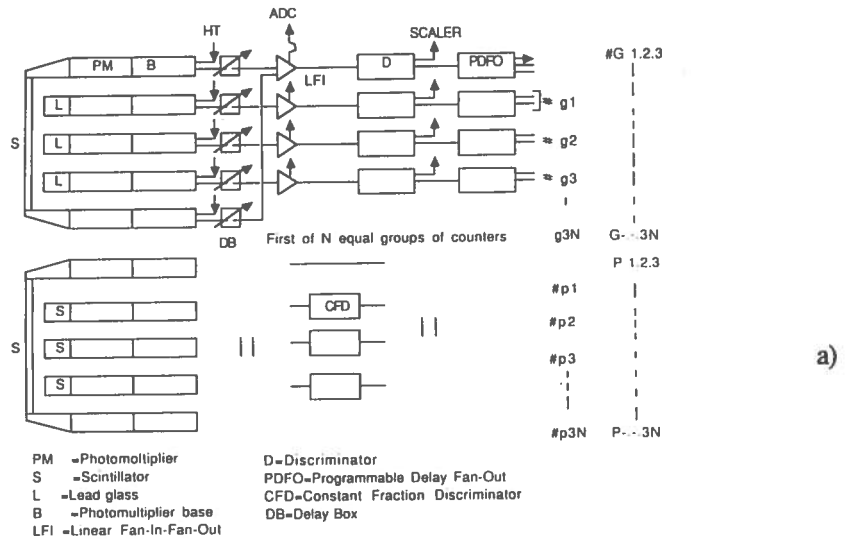 ADC
HT
SCALER
PM B
D
PDFO
#G 1.2.3
LFI
L
# g1
S
L
# g2
L
# g3
DB
First of N equal groups of counters
g3N G- - 3N
P 1.2.3
#p1
S
CFD
#p2
S
S
#p3
a)
S
#p3N P- - 3N
PM =Photomoltiplier
S =Scintillator
L =Lead glass
B =Photomultiplier base
LFI =Linear Fan-In-Fan-Out
D=Discriminator
PDFO=Programmable Delay Fan-Out
CFD=Constant Fraction Discriminator
DB=Delay Box